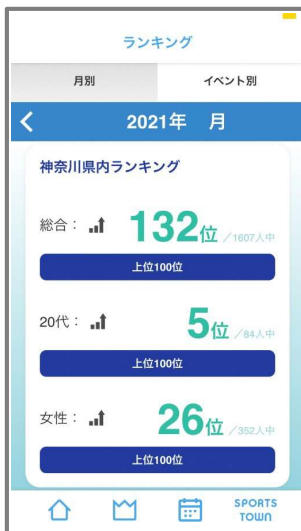 ランキング
月別 イベント別
2021年 月
神奈川県内ランキング
総合： 132位 /1607人中
上位100位
20代： 5位 /84人中
上位100位
女性： 26位 /352人中
上位100位
SPORTS
TOWN